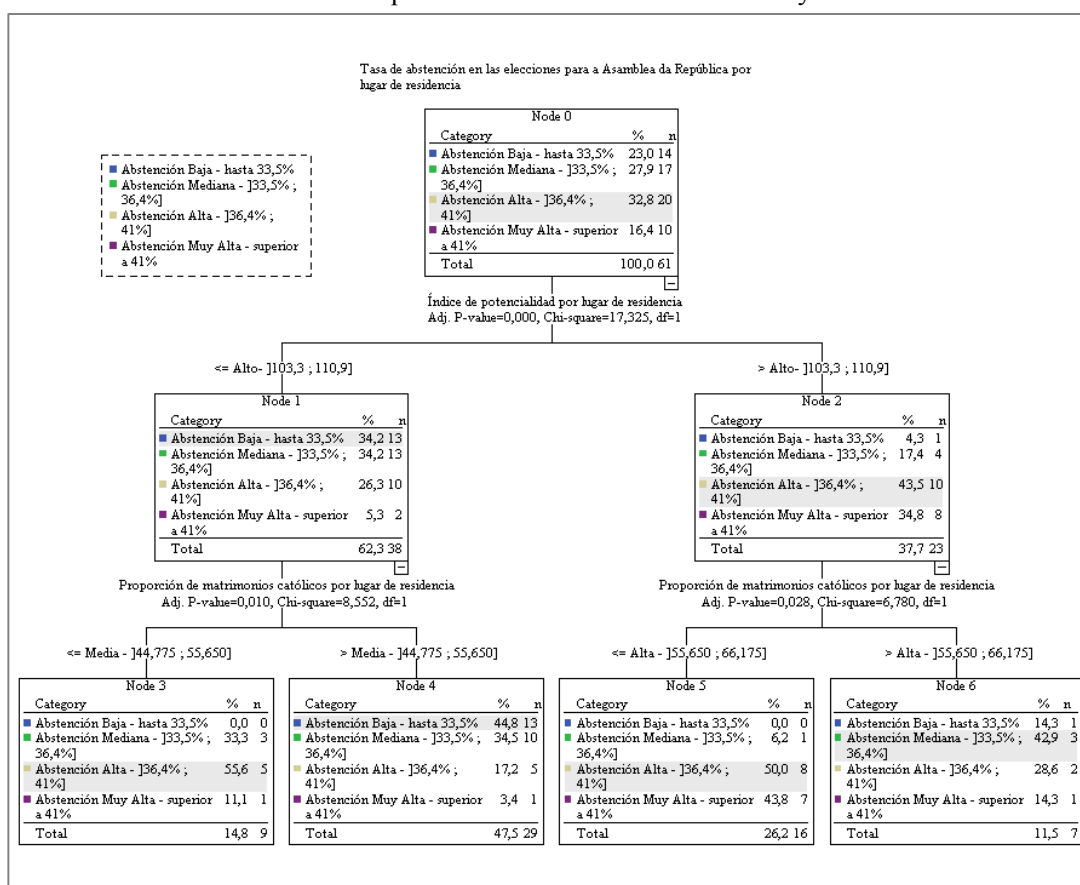 Tasa de abstención en las elecciones para a Asamblea da República por
lugar de residencia
Node 0
Category % n
Abstención Baja - hasta 33,5% 23,0 14
Abstención Mediana - ]33,5% ; 27,9 17
36,4%]
Abstención Alta - ]36,4% ; 32,8 20
41%]
Abstención Muy Alta - superior 16,4 10
a 41%
Total 100,0 61
Abstención Baja - hasta 33,5%
Abstención Mediana - ]33,5% ;
36,4%]
Abstención Alta - ]36,4% ;
41%]
Abstención Muy Alta - superior
a 41%
Índice de potencialidad por lugar de residencia
Adj. P-value=0,000, Chi-square=17,325, df=1
<= Alto- ]103,3 ; 110,9]
> Alto- ]103,3 ; 110,9]
Node 1
Category % n
Abstención Baja - hasta 33,5% 34,2 13
Abstención Mediana - ]33,5% ; 34,2 13
36,4%]
Abstención Alta - ]36,4% ; 26,3 10
41%]
Abstención Muy Alta - superior 5,3 2
a 41%
Total 62,3 38
Node 2
Category % n
Abstención Baja - hasta 33,5% 4,3 1
Abstención Mediana - ]33,5% ; 17,4 4
36,4%]
Abstención Alta - ]36,4% ; 43,5 10
41%]
Abstención Muy Alta - superior 34,8 8
a 41%
Total 37,7 23
Proporción de matrimonios católicos por lugar de residencia
Adj. P-value=0,010, Chi-square=8,552, df=1
Proporción de matrimonios católicos por lugar de residencia
Adj. P-value=0,028, Chi-square=6,780, df=1
<= Media - ]44,775 ; 55,650]
> Media - ]44,775 ; 55,650]
<= Alta - ]55,650 ; 66,175]
> Alta - ]55,650 ; 66,175]
Node 3
Category % n
Abstención Baja - hasta 33,5% 0,0 0
Abstención Mediana - ]33,5% ; 33,3 3
36,4%]
Abstención Alta - ]36,4% ; 55,6 5
41%]
Abstención Muy Alta - superior 11,1 1
a 41%
Total 14,8 9
Node 4
Category % n
Abstención Baja - hasta 33,5% 44,8 13
Abstención Mediana - ]33,5% ; 34,5 10
36,4%]
Abstención Alta - ]36,4% ; 17,2 5
41%]
Abstención Muy Alta - superior 3,4 1
a 41%
Total 47,5 29
Node 5
Category % n
Abstención Baja - hasta 33,5% 0,0 0
Abstención Mediana - ]33,5% ; 6,2 1
36,4%]
Abstención Alta - ]36,4% ; 50,0 8
41%]
Abstención Muy Alta - superior 43,8 7
a 41%
Total 26,2 16
Node 6
Category % n
Abstención Baja - hasta 33,5% 14,3 1
Abstención Mediana - ]33,5% ; 42,9 3
36,4%]
Abstención Alta - ]36,4% ; 28,6 2
41%]
Abstención Muy Alta - superior 14,3 1
a 41%
Total 11,5 7